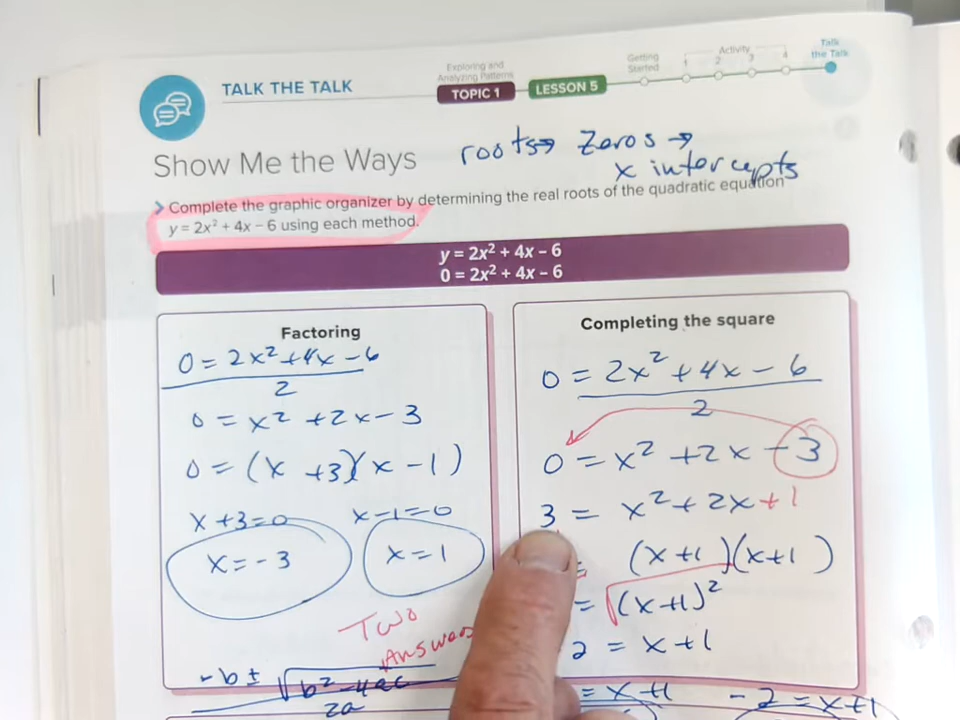 TALK THE TALK
Exploring and
Analyzing Patterns
TOPIC 1
LESSON 5
Getting
Started
Activity
1 2 3 4
Talk
the Talk
Show Me the Ways
roots → zeros →
x intercepts
Complete the graphic organizer by determining the real roots of the quadratic equation
y = 2x² + 4x – 6 using each method.
y = 2x² + 4x – 6
0 = 2x² + 4x – 6
Factoring
0 = 2x² + 4x - 6
2
0 = x² + 2x - 3
0 = (x +3)(x -1)
x+3=0 x-1=0
x=-3 x=1
Two
Answers
-b ± √b²-4ac
2a
Completing the square
0 = 2x² + 4x - 6
2
0 = x² + 2x - 3
3 = x² + 2x + 1
= (x+1)(x+1)
= √(x+1)²
2 = x+1
= x+1 -2 = x+1